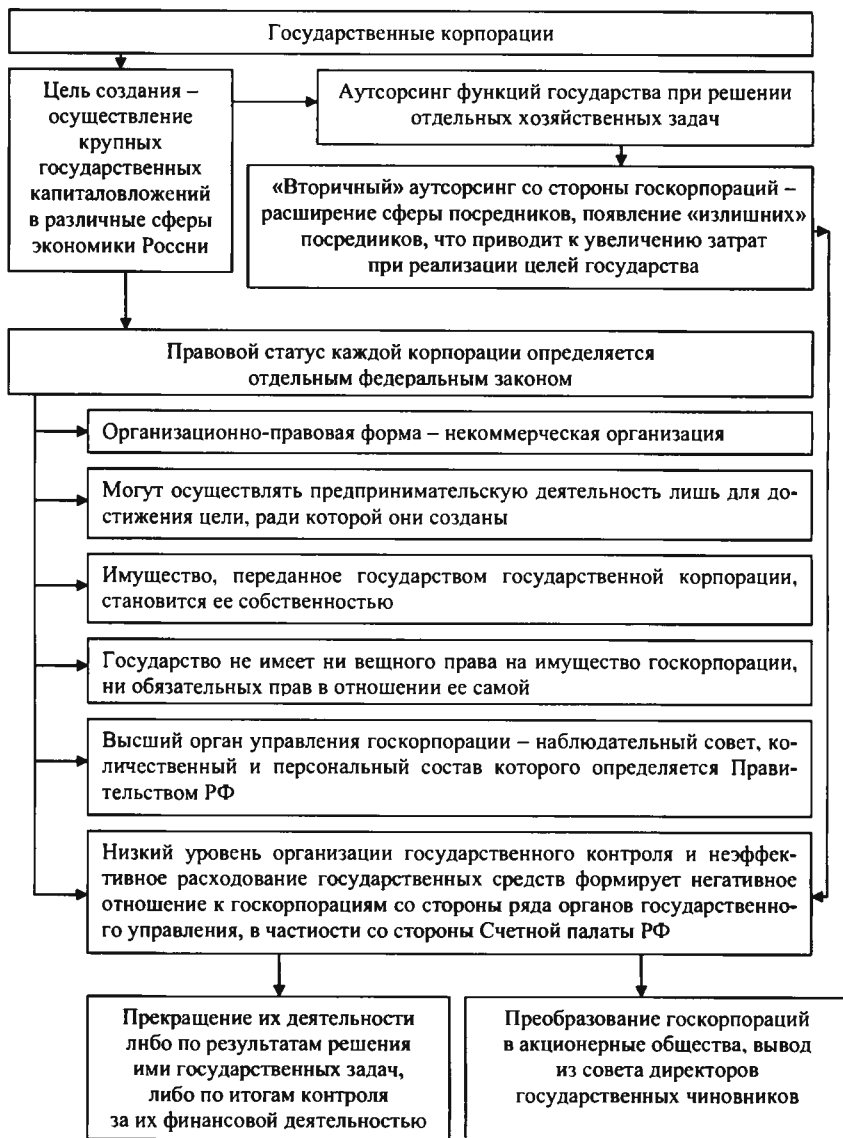 Государственные корпорации
Цель создания –
осуществление
крупных
государственных
капиталовложений
в различные сферы
экономики Россни
Аутсорсинг функций государства при решении
отдельных хозяйственных задач
«Вторичный» аутсорсинг со стороны госкорпораций –
расширение сферы посредников, появление «излишних»
посредииков, что приводит к увеличению затрат
при реализации целей государства
Правовой статус каждой корпорации определяется
отдельным федеральным законом
Организационно-правовая форма – некоммерческая организация
Могут осуществлять предпринимательскую деятельность лишь для до-
стижения цели, ради которой они созданы
Имущество, переданное государством государственной корпорации,
становится ее собственностью
Государство не имеет ни вещного права на имущество госкорпорации,
ни обязательных прав в отношении ее самой
Высший орган управления госкорпорации – наблюдательный совет, ко-
личественный и персональный состав которого определяется Прави-
тельством РФ
Низкий уровень организации государственного контроля и неэффек-
тивное расходование государственных средств формирует негативное
отношение к госкорпорациям со стороны ряда органов государственно-
го управления, в частиости со стороны Счетной палаты РФ
Прекращение их деятельности
лнбо по результатам решения
ими государственных задач,
либо по итогам контроля
за их финансовой деятельностью
Преобразование госкорпораций
в акционерные общества, вывод
из совета директоров
государственных чиновников